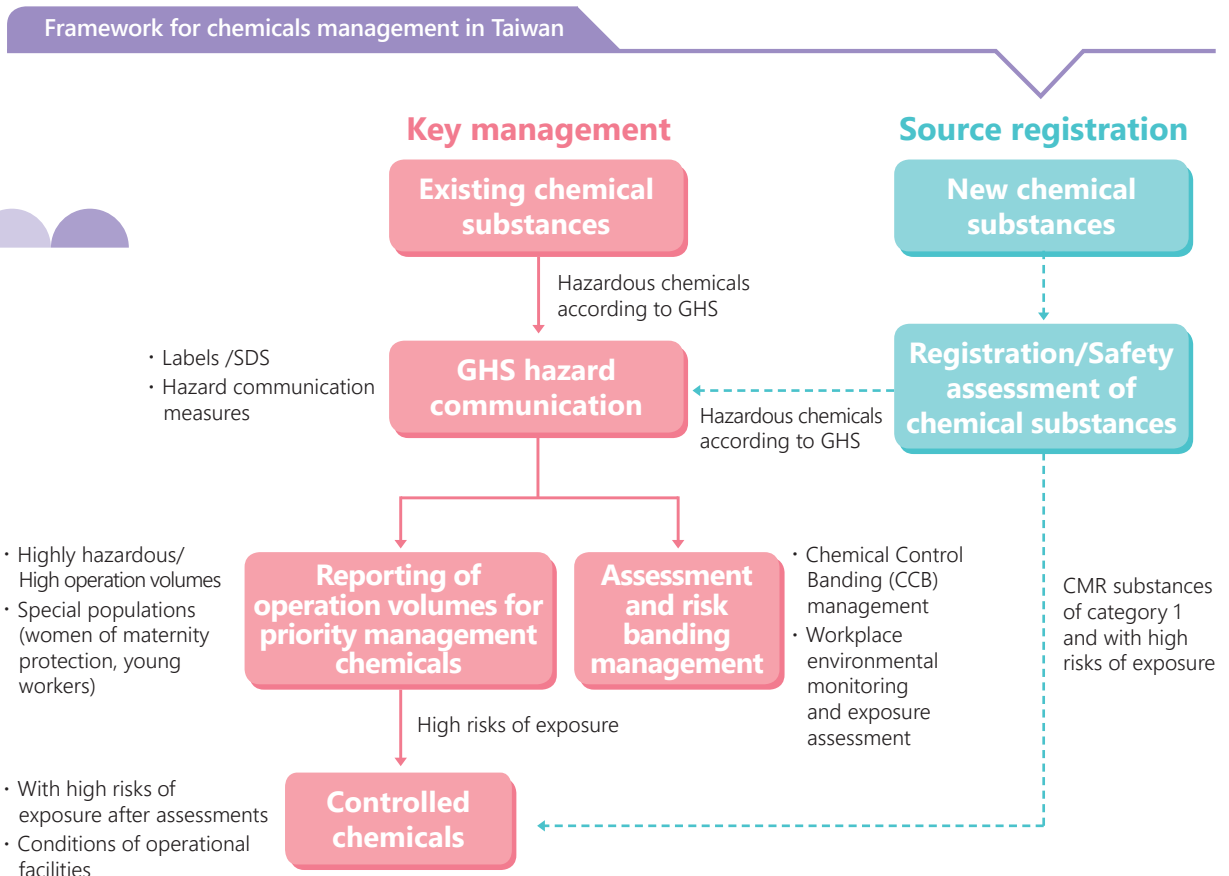 Framework for chemicals management in Taiwan
Key management
Source registration
Existing chemical
substances
New chemical
substances
Hazardous chemicals
according to GHS
・Labels /SDS
・Hazard communication
measures
GHS hazard
communication
Hazardous chemicals
according to GHS
Registration/Safety
assessment of
chemical substances
・Highly hazardous/
High operation volumes
・Special populations
(women of maternity
protection, young
workers)
Reporting of
operation volumes for
priority management
chemicals
Assessment
and risk
banding
management
・Chemical Control
Banding (CCB)
management
・Workplace
environmental
monitoring
and exposure
assessment
CMR substances
of category 1
and with high
risks of exposure
High risks of exposure
・With high risks of
exposure after assessments
・Conditions of operational
facilities
Controlled
chemicals